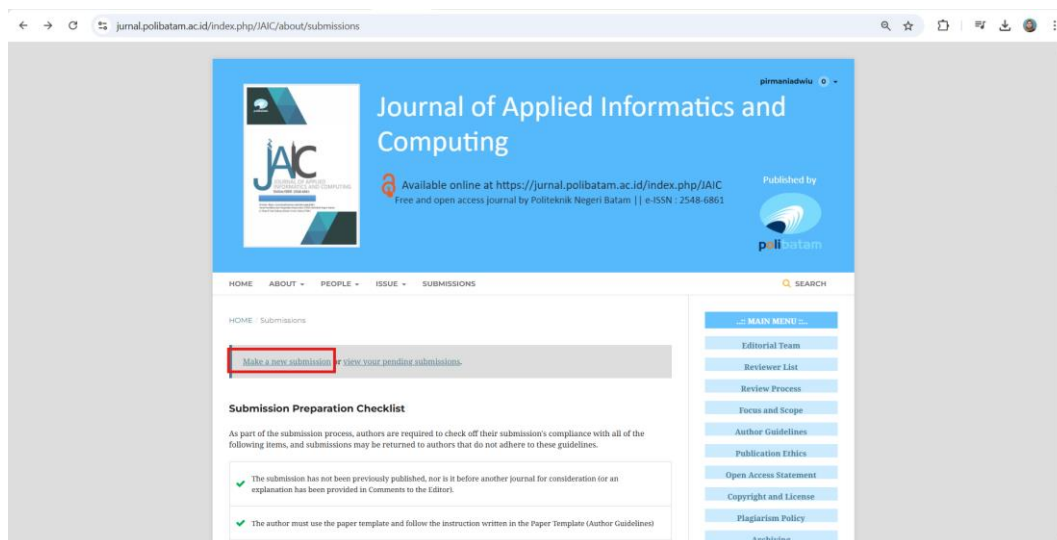 jurnal.polibatam.ac.id/index.php/JAIC/about/submissions
pirmaniadwiu 0
Journal of Applied Informatics and
Computing
JAIC
JOURNAL OF APPLIED
INFORMATICS AND COMPUTING
Available online at https://jurnal.polibatam.ac.id/index.php/JAIC
Free and open access journal by Politeknik Negeri Batam || e-ISSN : 2548-6861
Published by
polibatam
HOME ABOUT PEOPLE ISSUE SUBMISSIONS
SEARCH
HOME / Submissions
Make a new submission or view your pending submissions.
Submission Preparation Checklist
As part of the submission process, authors are required to check off their submission's compliance with all of the
following items, and submissions may be returned to authors that do not adhere to these guidelines.
The submission has not been previously published, nor is it before another journal for consideration (or an
explanation has been provided in Comments to the Editor).
The author must use the paper template and follow the instruction written in the Paper Template (Author Guidelines)
..:: MAIN MENU ::..
Editorial Team
Reviewer List
Review Process
Focus and Scope
Author Guidelines
Publication Ethics
Open Access Statement
Copyright and License
Plagiarism Policy
Archiving